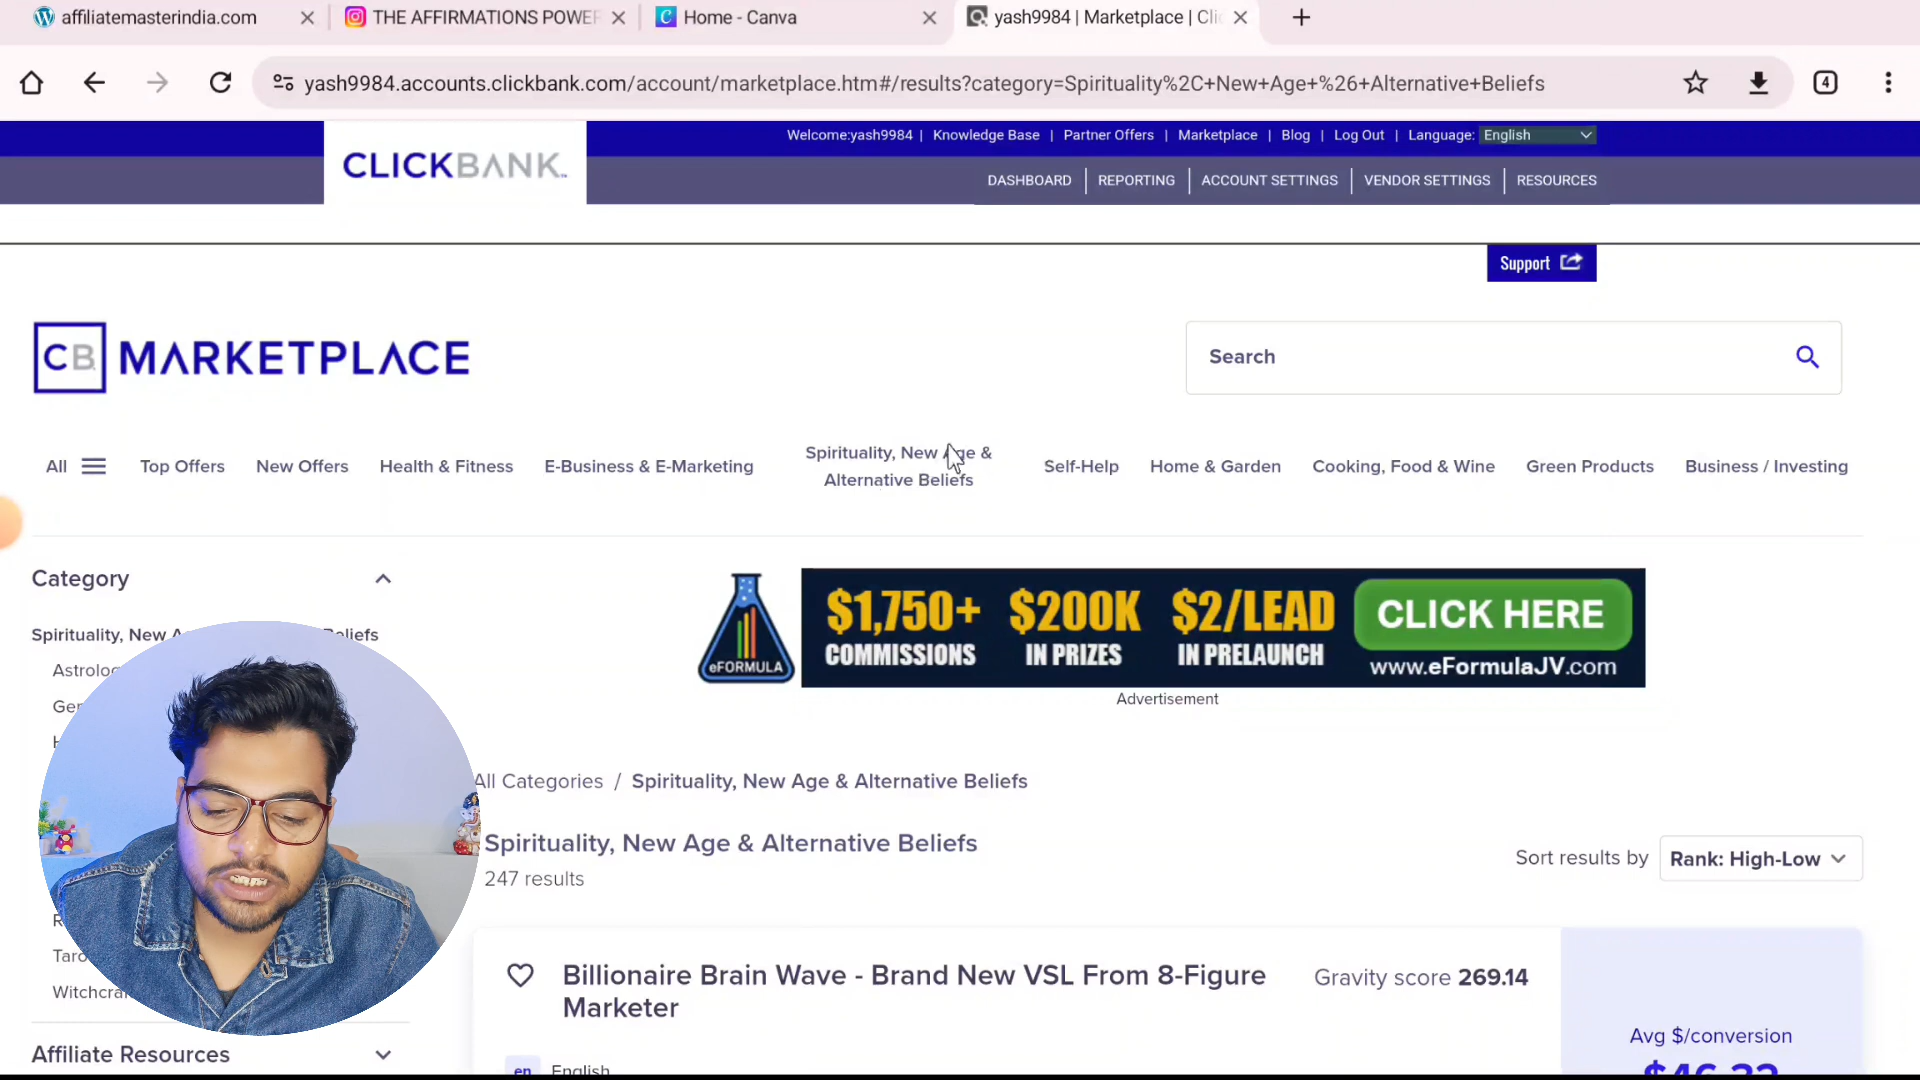 affiliatemasterindia.com
THE AFFIRMATIONS POWER
Home - Canva
yash9984 | Marketplace | Cli
yash9984.accounts.clickbank.com/account/marketplace.htm#/results?category=Spirituality%2C+New+Age+%26+Alternative+Beliefs
4
Welcome:yash9984 | Knowledge Base | Partner Offers | Marketplace | Blog | Log Out | Language: English
CLICKBANK
DASHBOARD | REPORTING | ACCOUNT SETTINGS | VENDOR SETTINGS | RESOURCES
Support
CB MARKETPLACE
Search
All
Top Offers
New Offers
Health & Fitness
E-Business & E-Marketing
Spirituality, New Age &
Alternative Beliefs
Self-Help
Home & Garden
Cooking, Food & Wine
Green Products
Business / Investing
Category
Spirituality, New
Beliefs
eFORMULA
$1,750+ COMMISSIONS
$200K IN PRIZES
$2/LEAD IN PRELAUNCH
CLICK HERE
www.eFormulaJV.com
Advertisement
All Categories / Spirituality, New Age & Alternative Beliefs
Spirituality, New Age & Alternative Beliefs
247 results
Sort results by Rank: High-Low
Billionaire Brain Wave - Brand New VSL From 8-Figure
Marketer
Gravity score 269.14
Avg $/conversion
en English
Affiliate Resources